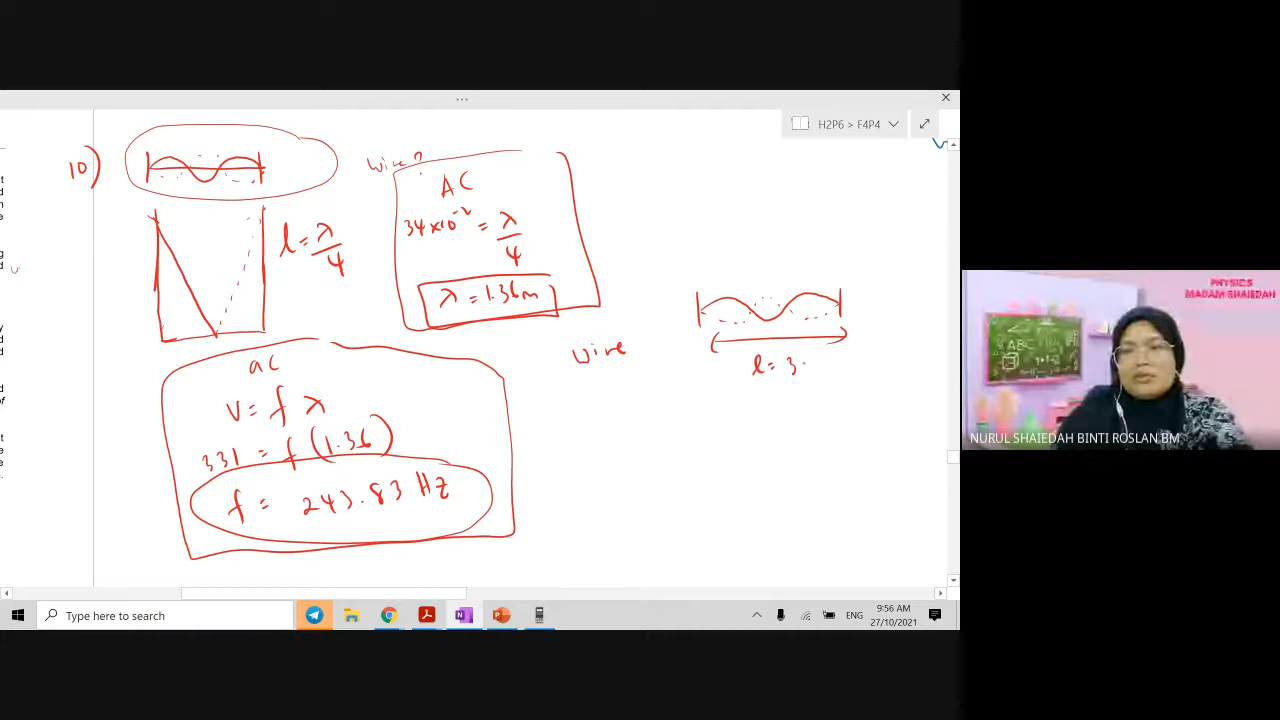 H2P6 > F4P4
10)
wire?
AC
34x10⁻² = λ/4
λ = 1.36m
l = λ/4
wire
l = 3.
ac
v = f λ
331 = f (1.36)
f = 243.83 Hz
PHYSICS
MADAM SHAIEDAH
ABC
NURUL SHAIEDAH BINTI ROSLAN BM
Type here to search
ENG
9:56 AM
27/10/2021